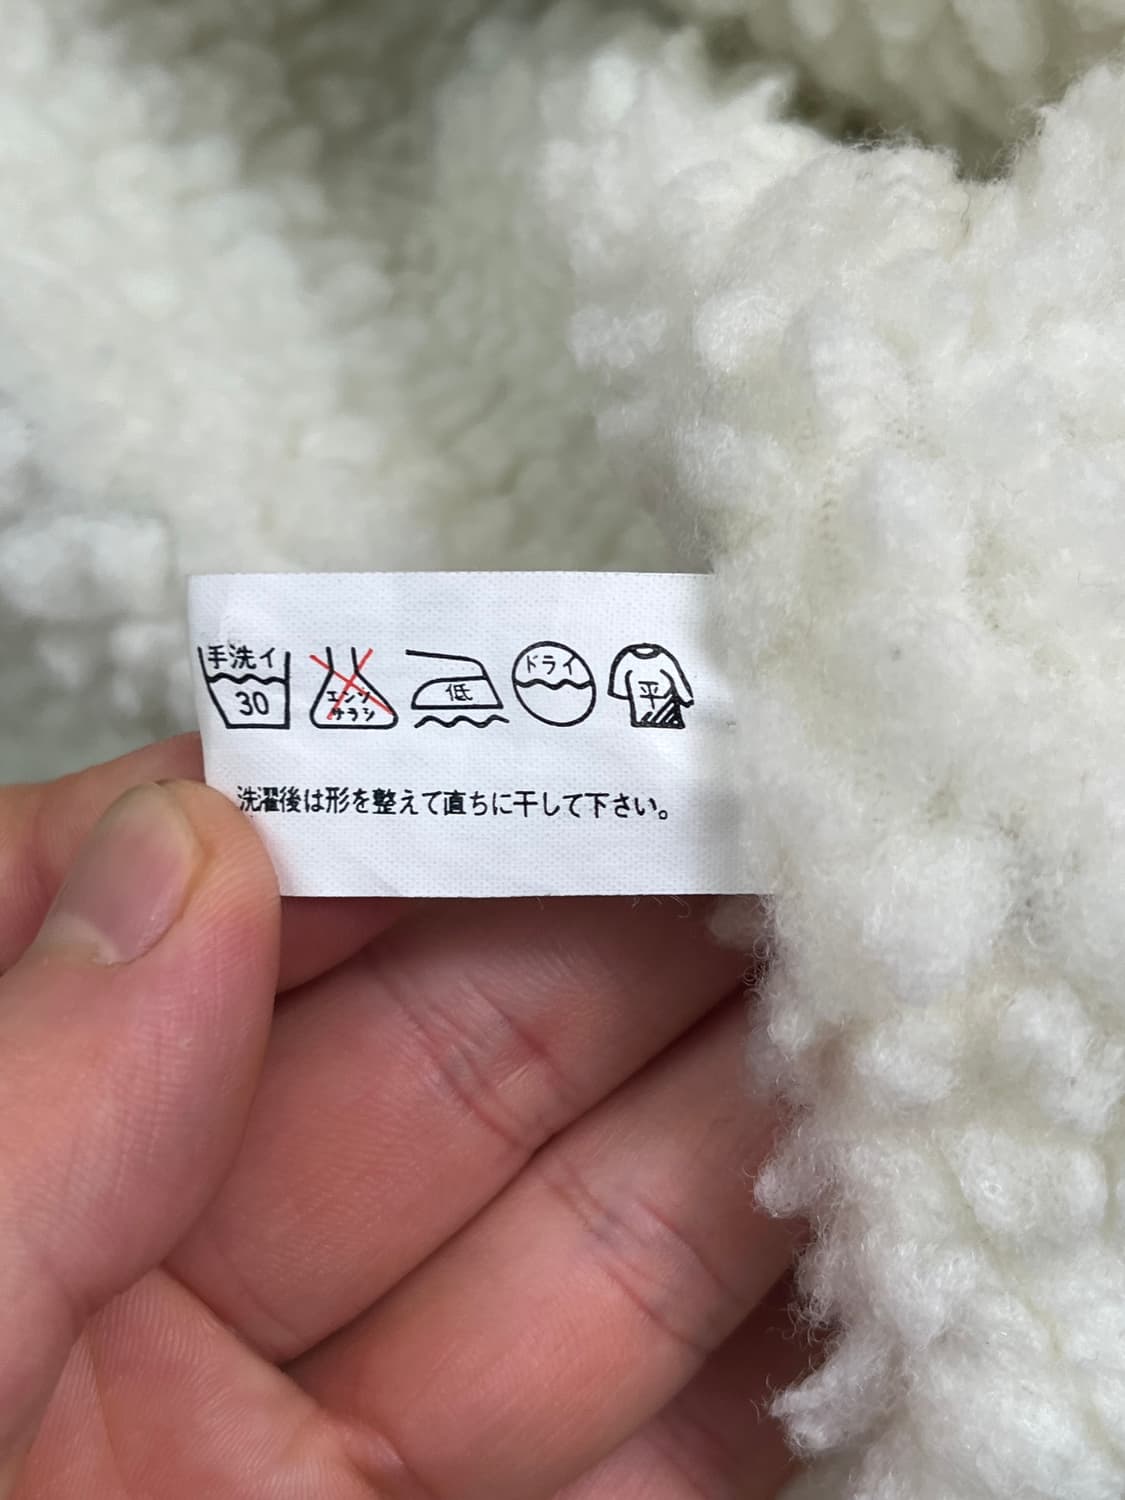 手洗イ
30
エンソ
サラシ
低
ドライ
平
洗濯後は形を整えて直ちに干して下さい。